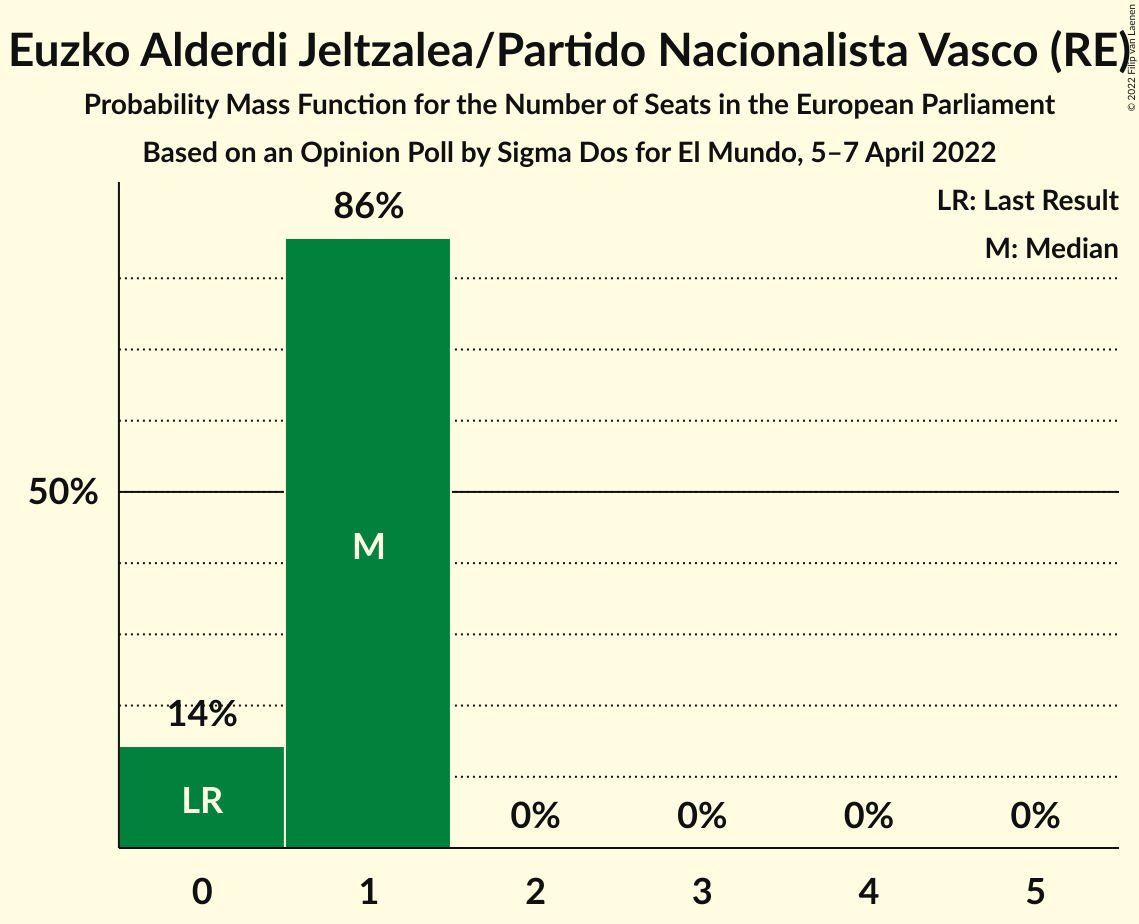 Euzko Alderdi Jeltzalea/Partido Nacionalista Vasco (RE)
© 2022 Filip van Laenen
Probability Mass Function for the Number of Seats in the European Parliament
Based on an Opinion Poll by Sigma Dos for El Mundo, 5–7 April 2022
LR: Last Result
M: Median
86%
50%
M
14%
LR
0% 0% 0% 0%
0 1 2 3 4 5